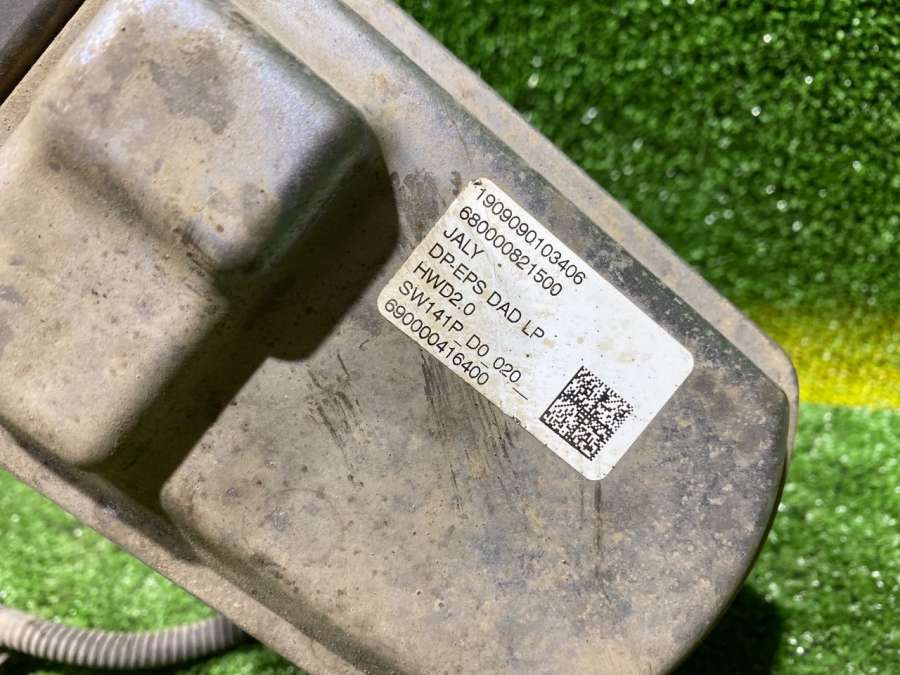 1909090103406
680000821500
JALY
DP-EPS DAD LP
HWD2.0
SW141P_D0_020_
690000416400